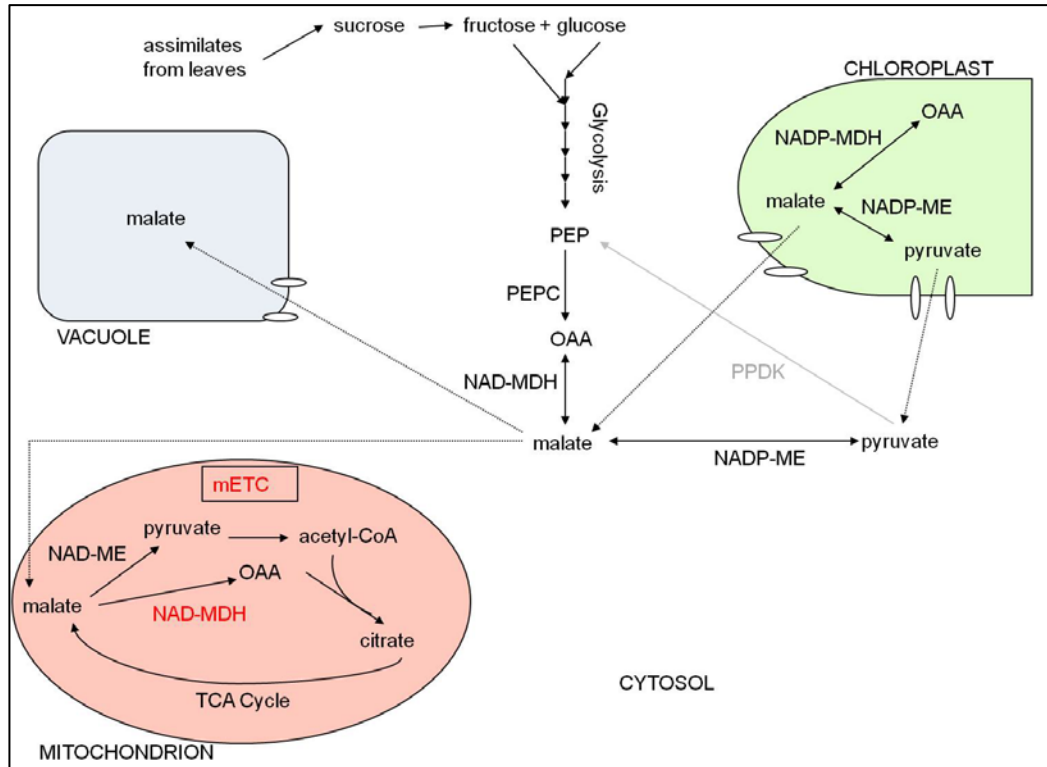 assimilates
from leaves
sucrose
fructose + glucose
Glycolysis
CHLOROPLAST
OAA
NADP-MDH
malate
NADP-ME
pyruvate
malate
VACUOLE
PEP
PEPC
OAA
NAD-MDH
PPDK
malate
NADP-ME
pyruvate
mETC
pyruvate
acetyl-CoA
NAD-ME
OAA
malate
NAD-MDH
citrate
TCA Cycle
MITOCHONDRION
CYTOSOL